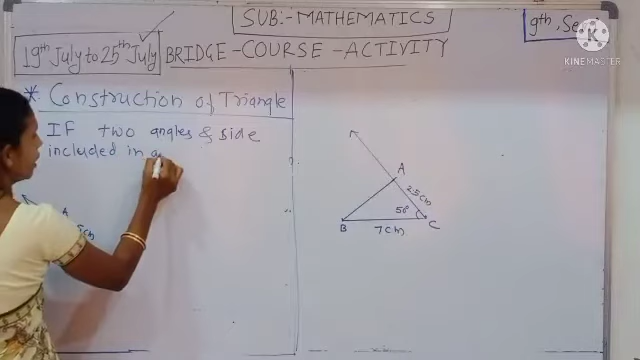 SUB:- MATHEMATICS
9th, Se
19th July to 25th July BRIDGE-COURSE-ACTIVITY
K
KINEMASTER
* Construction of Triangle
IF two angles & side
included in a
A
5cm
A
2.5cm
B
7cm
C